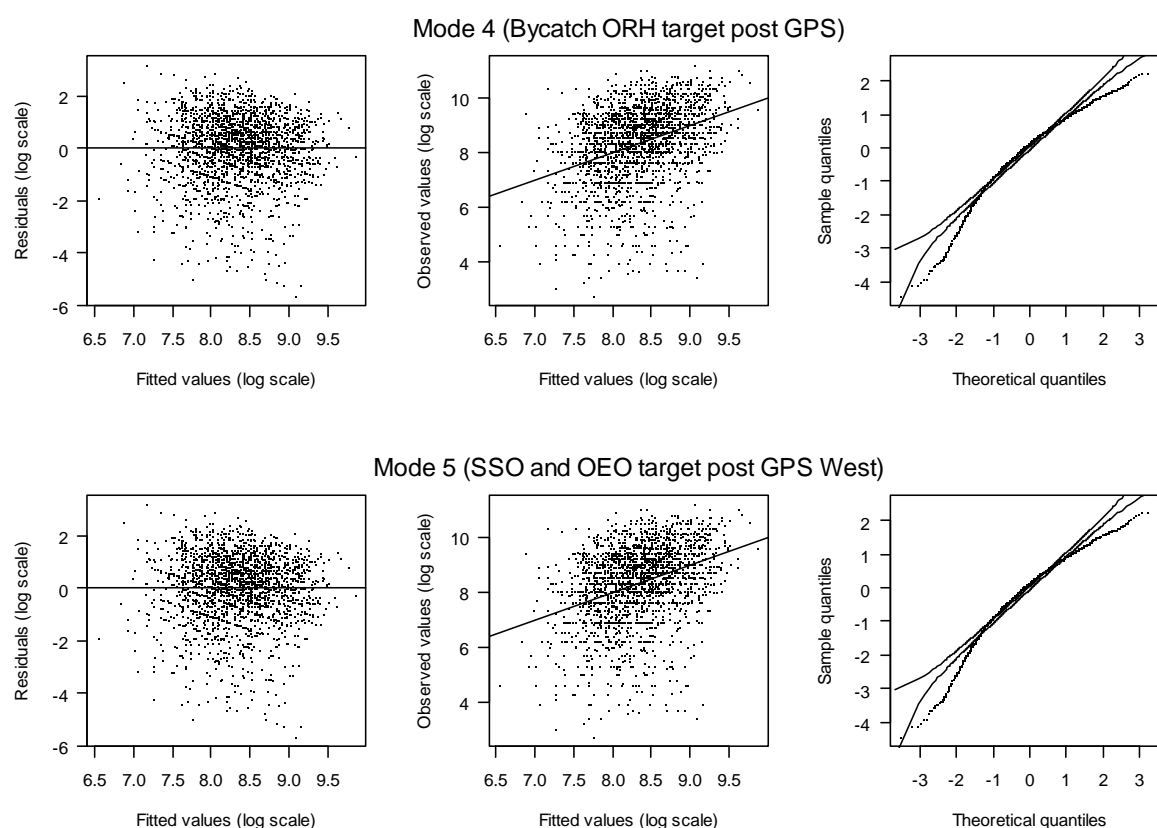 Mode 4 (Bycatch ORH target post GPS)
Residuals (log scale)
2
0
-2
-4
-6
6.5 7.0 7.5 8.0 8.5 9.0 9.5
Fitted values (log scale)
Observed values (log scale)
10
8
6
4
6.5 7.0 7.5 8.0 8.5 9.0 9.5
Fitted values (log scale)
Sample quantiles
2
1
0
-1
-2
-3
-4
-3 -2 -1 0 1 2 3
Theoretical quantiles
Mode 5 (SSO and OEO target post GPS West)
Residuals (log scale)
2
0
-2
-4
-6
6.5 7.0 7.5 8.0 8.5 9.0 9.5
Fitted values (log scale)
Observed values (log scale)
10
8
6
4
6.5 7.0 7.5 8.0 8.5 9.0 9.5
Fitted values (log scale)
Sample quantiles
2
1
0
-1
-2
-3
-4
-3 -2 -1 0 1 2 3
Theoretical quantiles